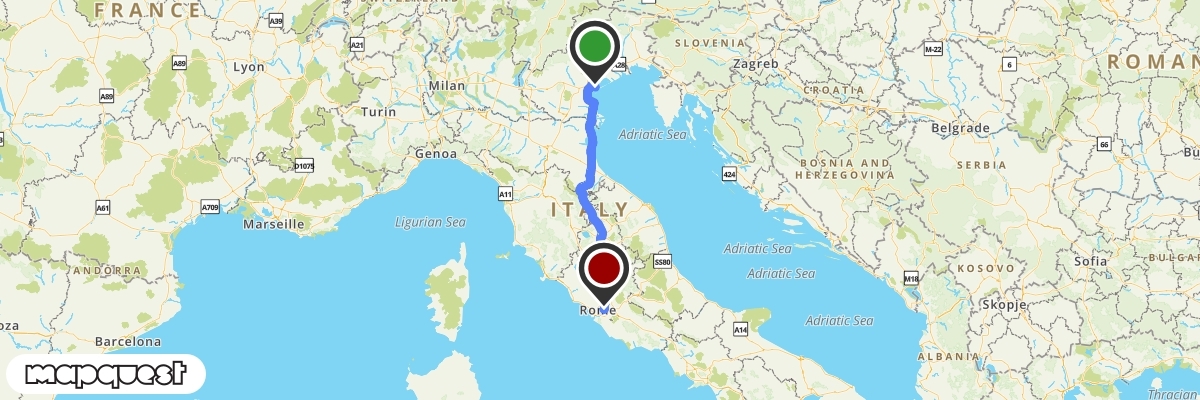 FRANCE
SWITZERLAND
A39
A21
A89
Lyon
Milan
A28
SLOVENIA
Zagreb
M-22
6
ROMAN
A89
Turin
CROATIA
Adriatic Sea
Belgrade
Genoa
66
Bu
D1075
BOSNIA AND
HERZEGOVINA
SERBIA
424
A11
A61
A709
ITALY
Marseille
Ligurian Sea
Adriatic Sea
BULGAR
ANDORRA
S580
Adriatic Sea
M18
KOSOVO
Sofia
Skopje
Rome
oza
Adriatic Sea
A14
Barcelona
ALBANIA
mapquest
Thracian